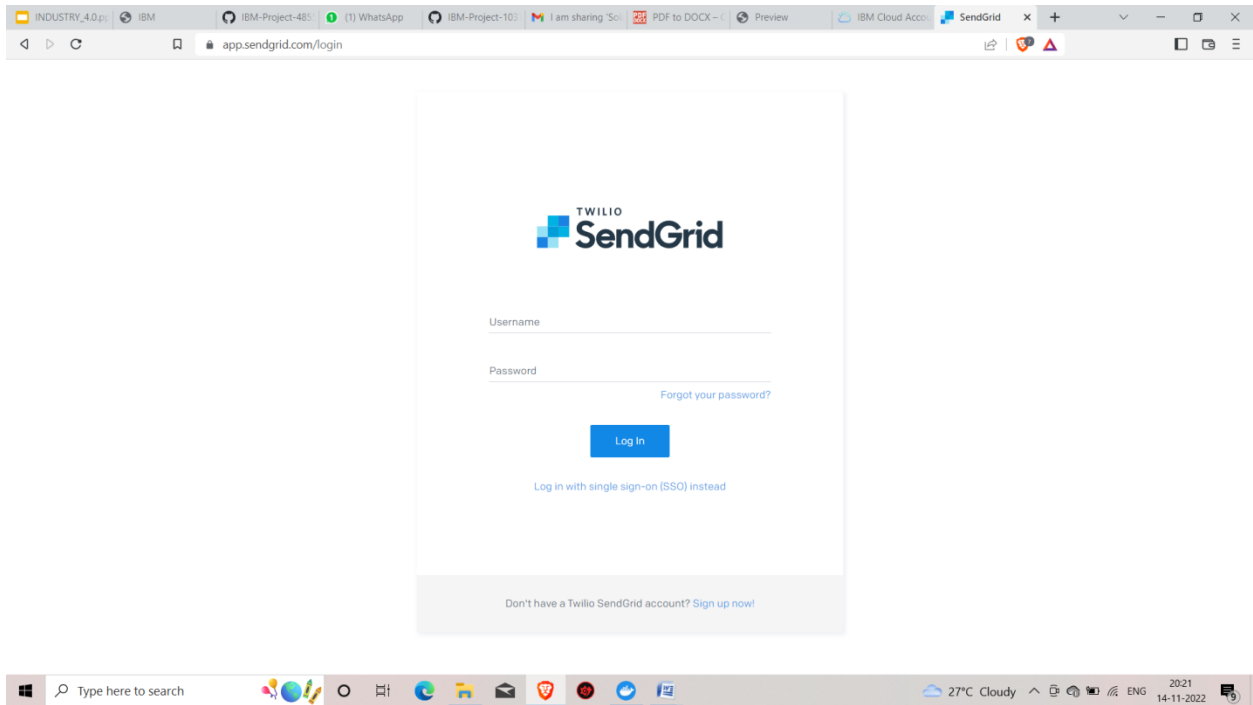 INDUSTRY_4.0.p
IBM
IBM-Project-485
(1) WhatsApp
IBM-Project-103
I am sharing 'Sol
PDF to DOCX – C
Preview
IBM Cloud Acco
SendGrid
app.sendgrid.com/login
TWILIO
SendGrid
Username
Password
Forgot your password?
Log In
Log in with single sign-on (SSO) instead
Don't have a Twilio SendGrid account? Sign up now!
Type here to search
27°C Cloudy
ENG
20:21
14-11-2022
9